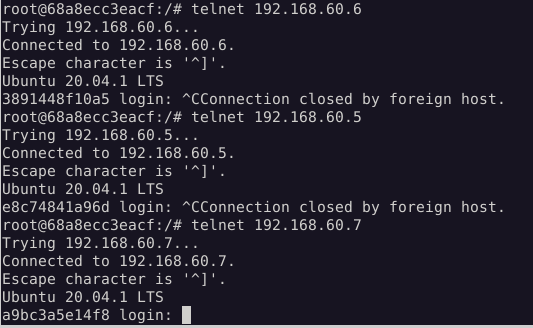 root@68a8ecc3eacf:/# telnet 192.168.60.6
Trying 192.168.60.6...
Connected to 192.168.60.6.
Escape character is '^]'.
Ubuntu 20.04.1 LTS
3891448f10a5 login: ^CConnection closed by foreign host.
root@68a8ecc3eacf:/# telnet 192.168.60.5
Trying 192.168.60.5...
Connected to 192.168.60.5.
Escape character is '^]'.
Ubuntu 20.04.1 LTS
e8c74841a96d login: ^CConnection closed by foreign host.
root@68a8ecc3eacf:/# telnet 192.168.60.7
Trying 192.168.60.7...
Connected to 192.168.60.7.
Escape character is '^]'.
Ubuntu 20.04.1 LTS
a9bc3a5e14f8 login: